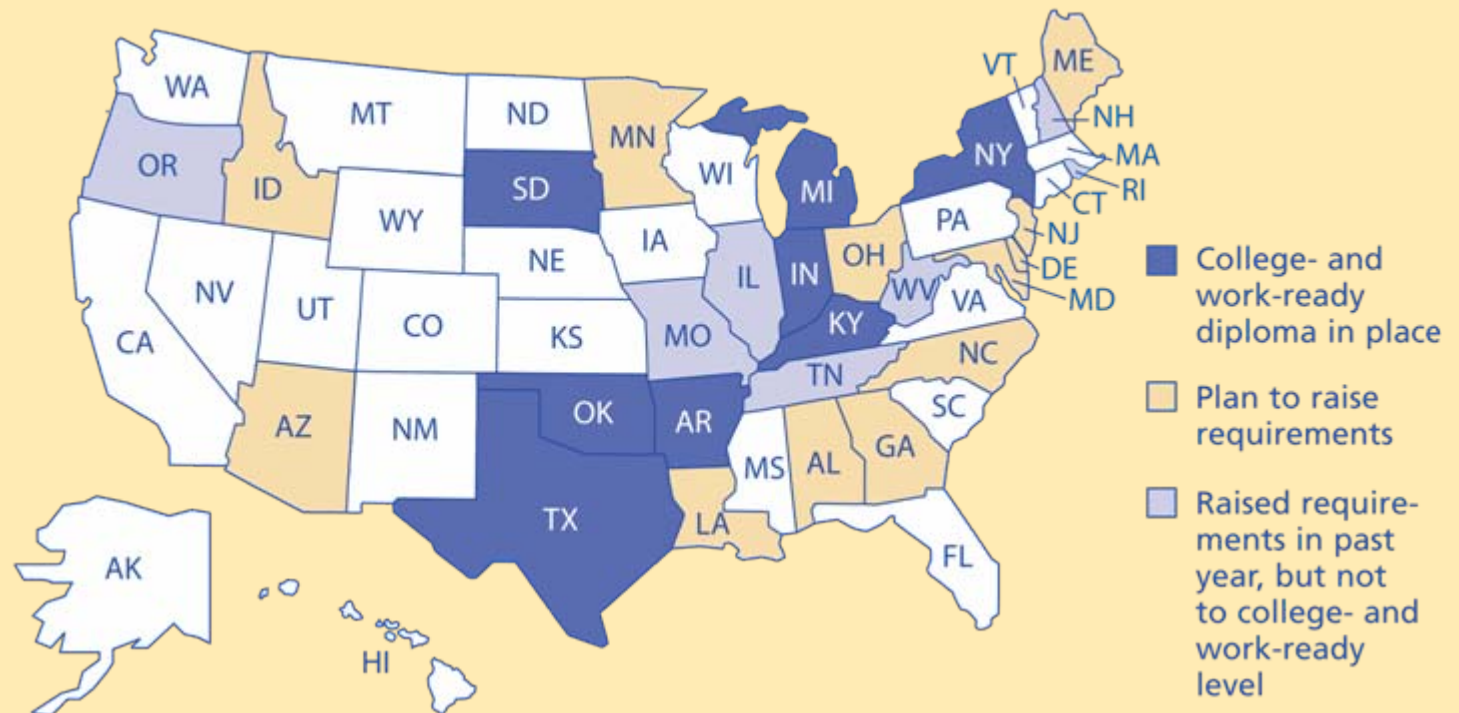 WA
MT
ND
MN
VT
ME
NH
OR
ID
SD
WI
MI
NY
MA
RI
CT
WY
IA
PA
NJ
NE
OH
DE
NV
UT
IL
IN
WV
VA
MD
CA
CO
KS
MO
KY
NC
TN
AZ
NM
OK
AR
SC
MS
AL
GA
TX
LA
FL
AK
HI
College- and
work-ready
diploma in place
Plan to raise
requirements
Raised require-
ments in past
year, but not
to college- and
work-ready
level